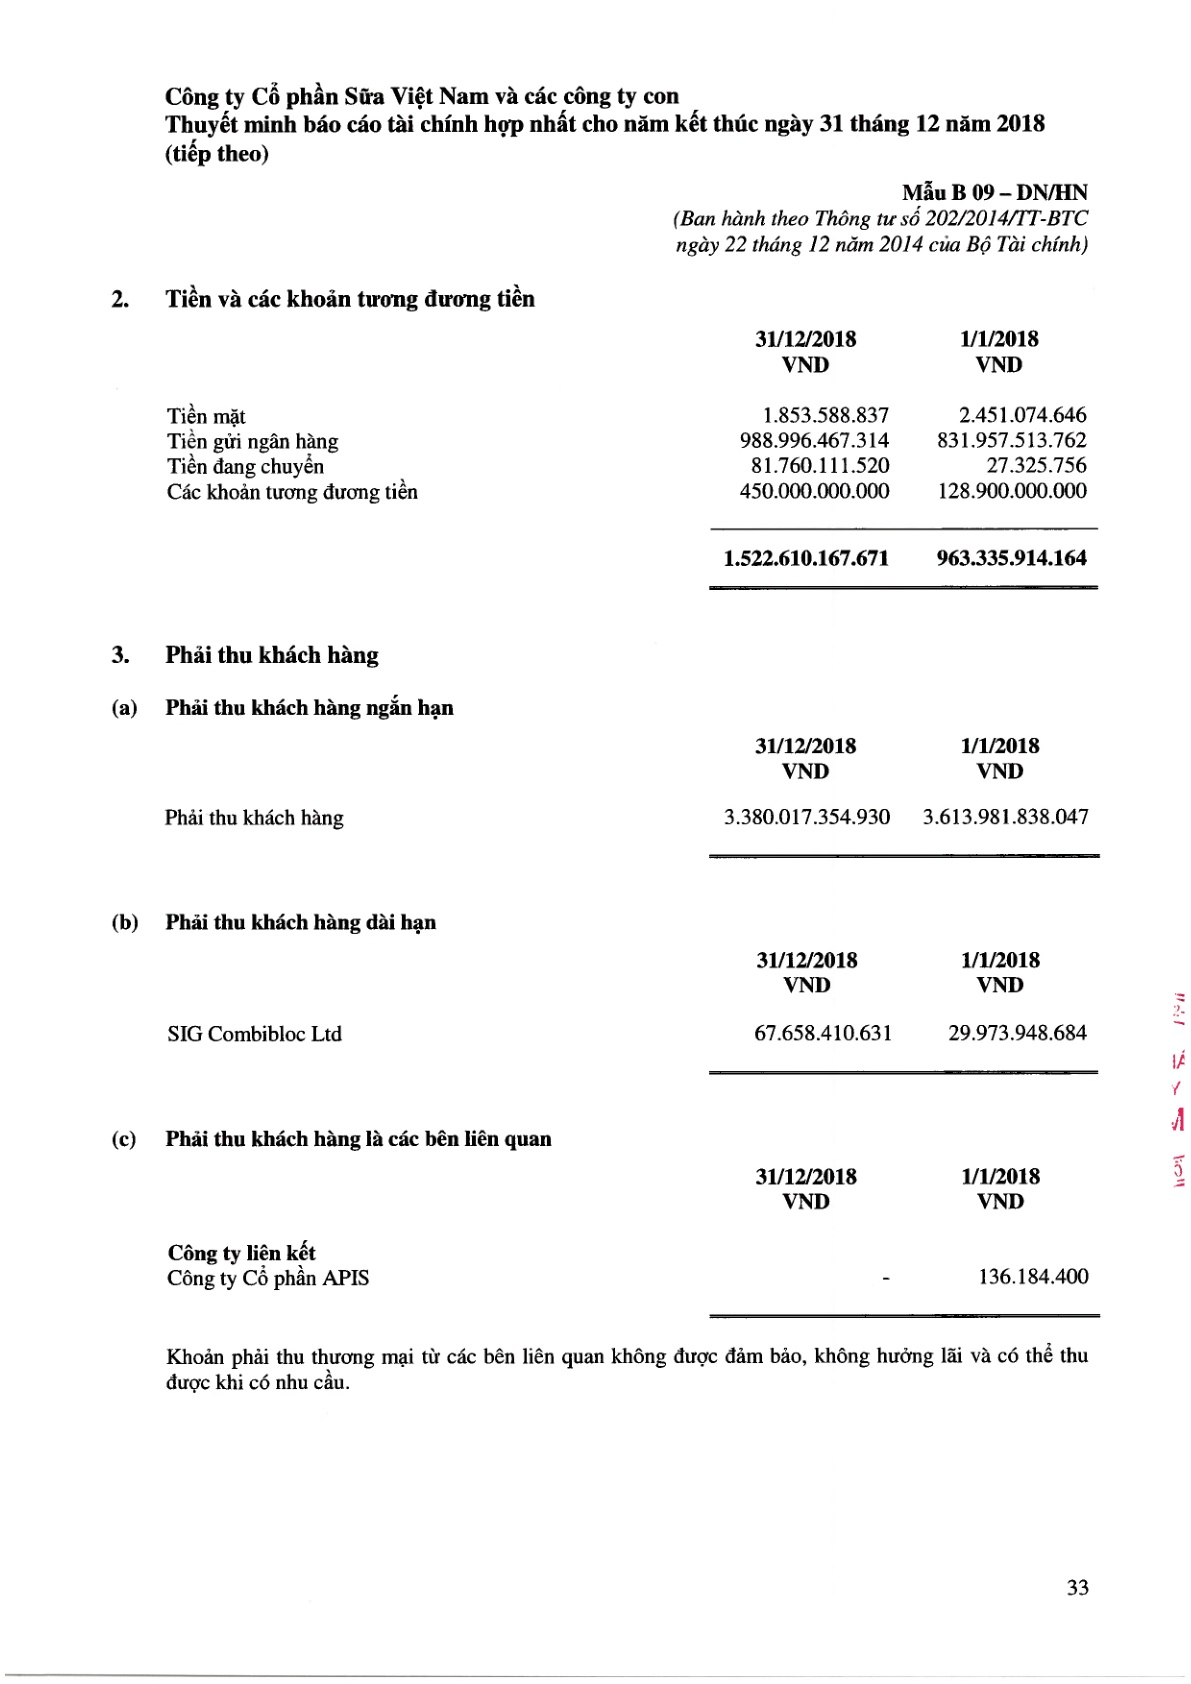 Công ty Cổ phần Sữa Việt Nam và các công ty con
Thuyết minh báo cáo tài chính hợp nhất cho năm kết thúc ngày 31 tháng 12 năm 2018
(tiếp theo)
Mẫu B 09 – DN/HN
(Ban hành theo Thông tư số 202/2014/TT-BTC
ngày 22 tháng 12 năm 2014 của Bộ Tài chính)
2. Tiền và các khoản tương đương tiền
31/12/2018 1/1/2018
VND VND
Tiền mặt 1.853.588.837 2.451.074.646
Tiền gửi ngân hàng 988.996.467.314 831.957.513.762
Tiền đang chuyển 81.760.111.520 27.325.756
Các khoản tương đương tiền 450.000.000.000 128.900.000.000
1.522.610.167.671 963.335.914.164
3. Phải thu khách hàng
(a) Phải thu khách hàng ngắn hạn
31/12/2018 1/1/2018
VND VND
Phải thu khách hàng 3.380.017.354.930 3.613.981.838.047
(b) Phải thu khách hàng dài hạn
31/12/2018 1/1/2018
VND VND
SIG Combibloc Ltd 67.658.410.631 29.973.948.684
(c) Phải thu khách hàng là các bên liên quan
31/12/2018 1/1/2018
VND VND
Công ty liên kết
Công ty Cổ phần APIS - 136.184.400
Khoản phải thu thương mại từ các bên liên quan không được đảm bảo, không hưởng lãi và có thể thu
được khi có nhu cầu.
33